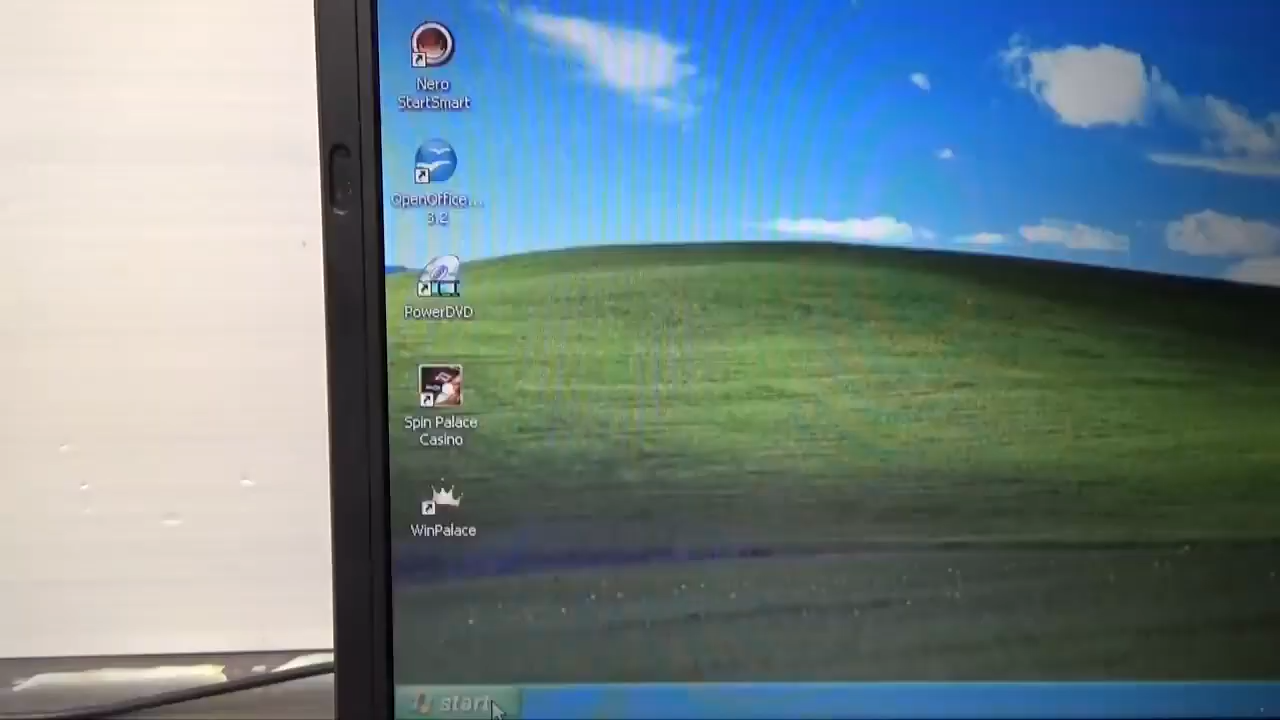 Nero
StartSmart
OpenOffice....
3.2
PowerDVD
Spin Palace
Casino
WinPalace
start